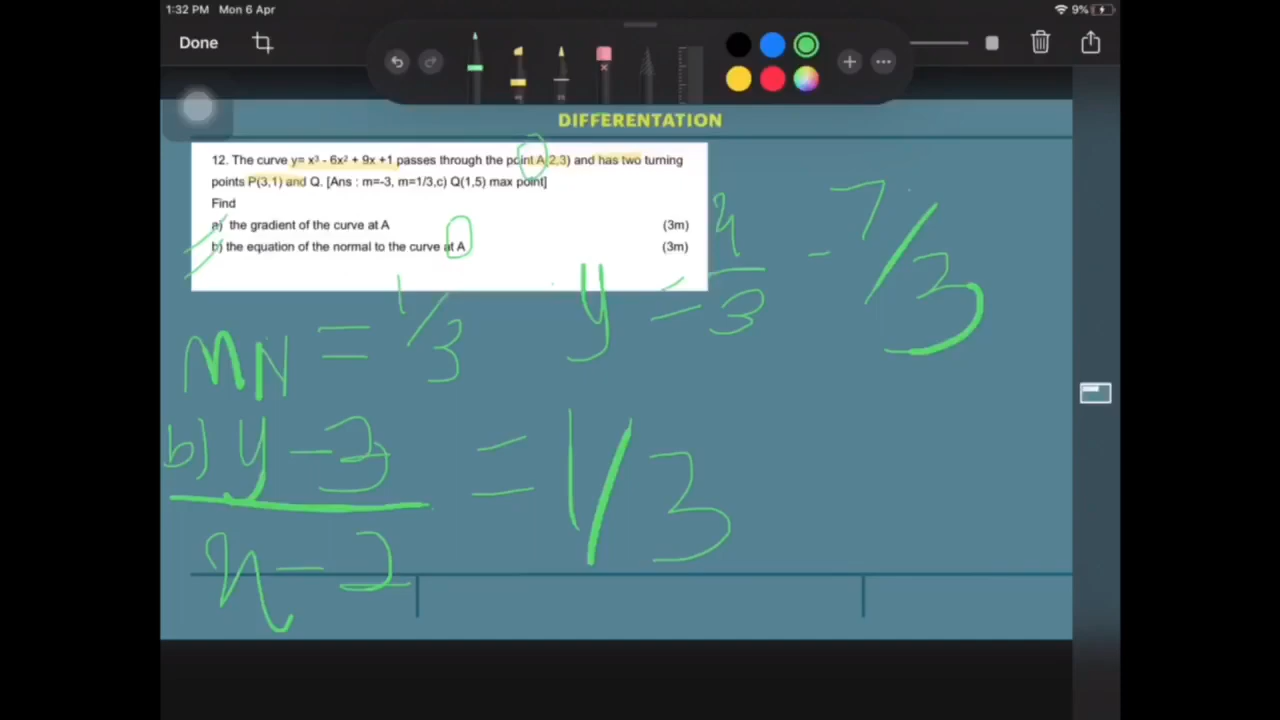 1:32 PM Mon 6 Apr
9%
Done
DIFFERENTATION
12. The curve y= x³ - 6x² + 9x +1 passes through the point A(2,3) and has two turning
points P(3,1) and Q. [Ans : m=-3, m=1/3,c) Q(1,5) max point]
Find
a) the gradient of the curve at A (3m)
b) the equation of the normal to the curve at A (3m)
mN = 1/3
y = x/3 - 7/3
b) y - 3 / x - 2 = 1/3